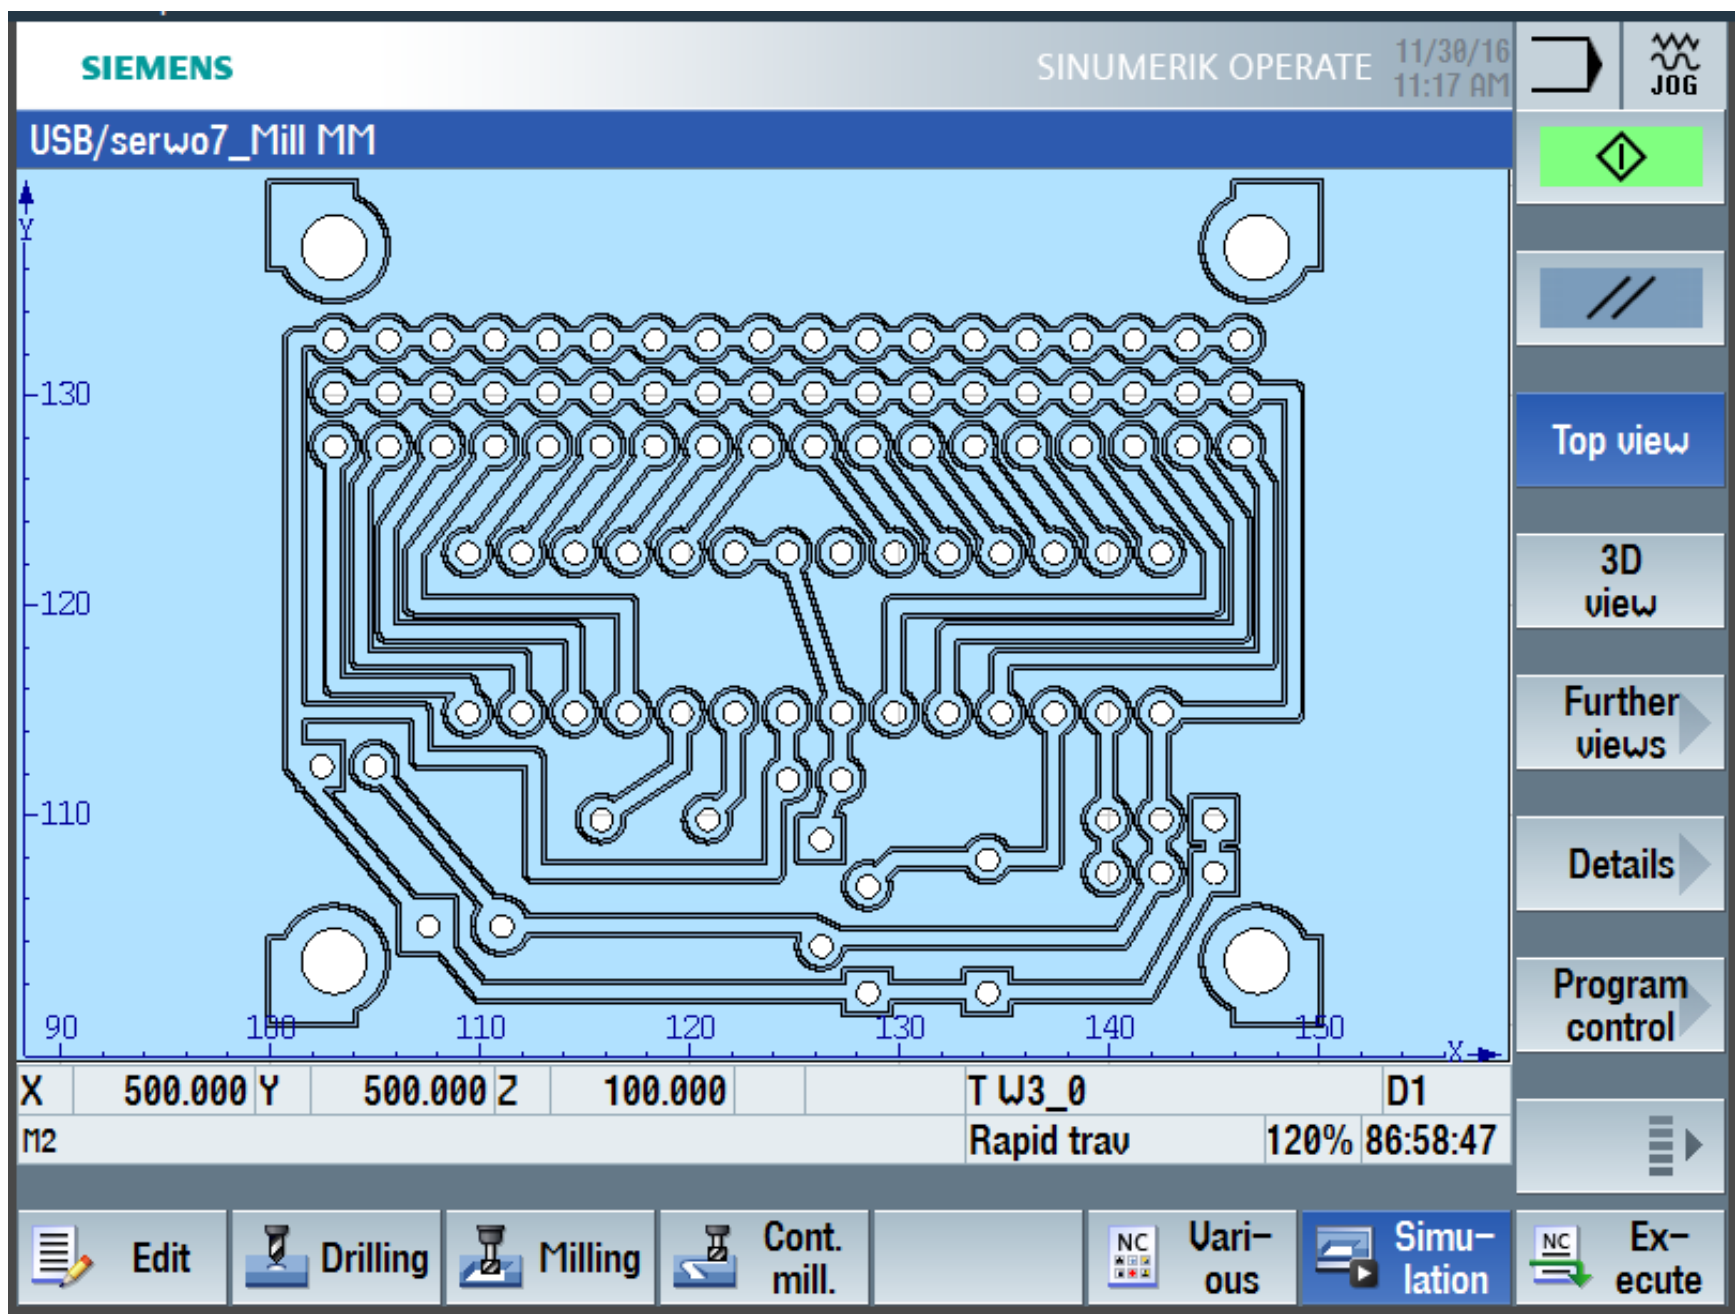 SIEMENS
SINUMERIK OPERATE
11/30/16
11:17 AM
JOG
USB/serwo7_Mill MM
Y
-130
-120
-110
90
100
110
120
130
140
150
X
Top view
3D
view
Further
views
Details
Program
control
X 500.000 Y 500.000 Z 100.000 T W3_0 D1
M2 Rapid trav 120% 86:58:47
Edit
Drilling
Milling
Cont.
mill.
NC
Vari-
ous
Simu-
lation
NC
Ex-
ecute